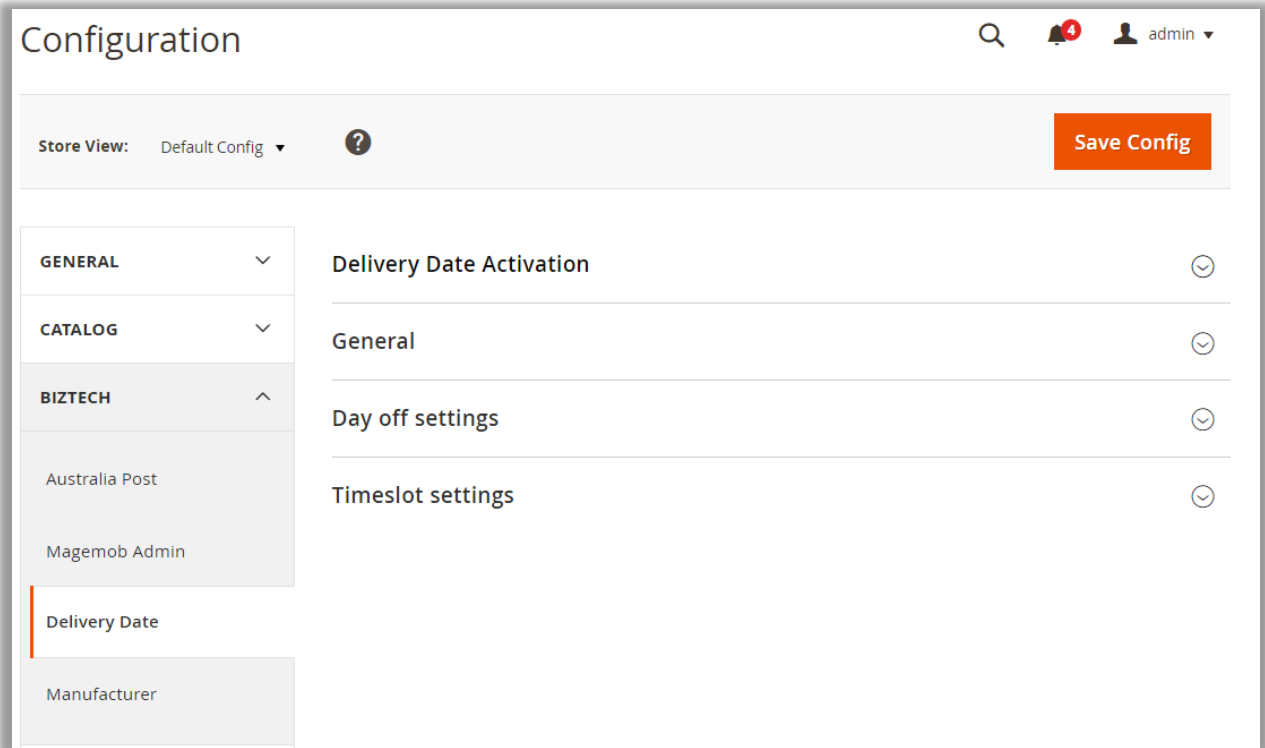 Configuration
4
admin
Store View: Default Config
?
Save Config
GENERAL
CATALOG
BIZTECH
Australia Post
Magemob Admin
Delivery Date
Manufacturer
Delivery Date Activation
General
Day off settings
Timeslot settings